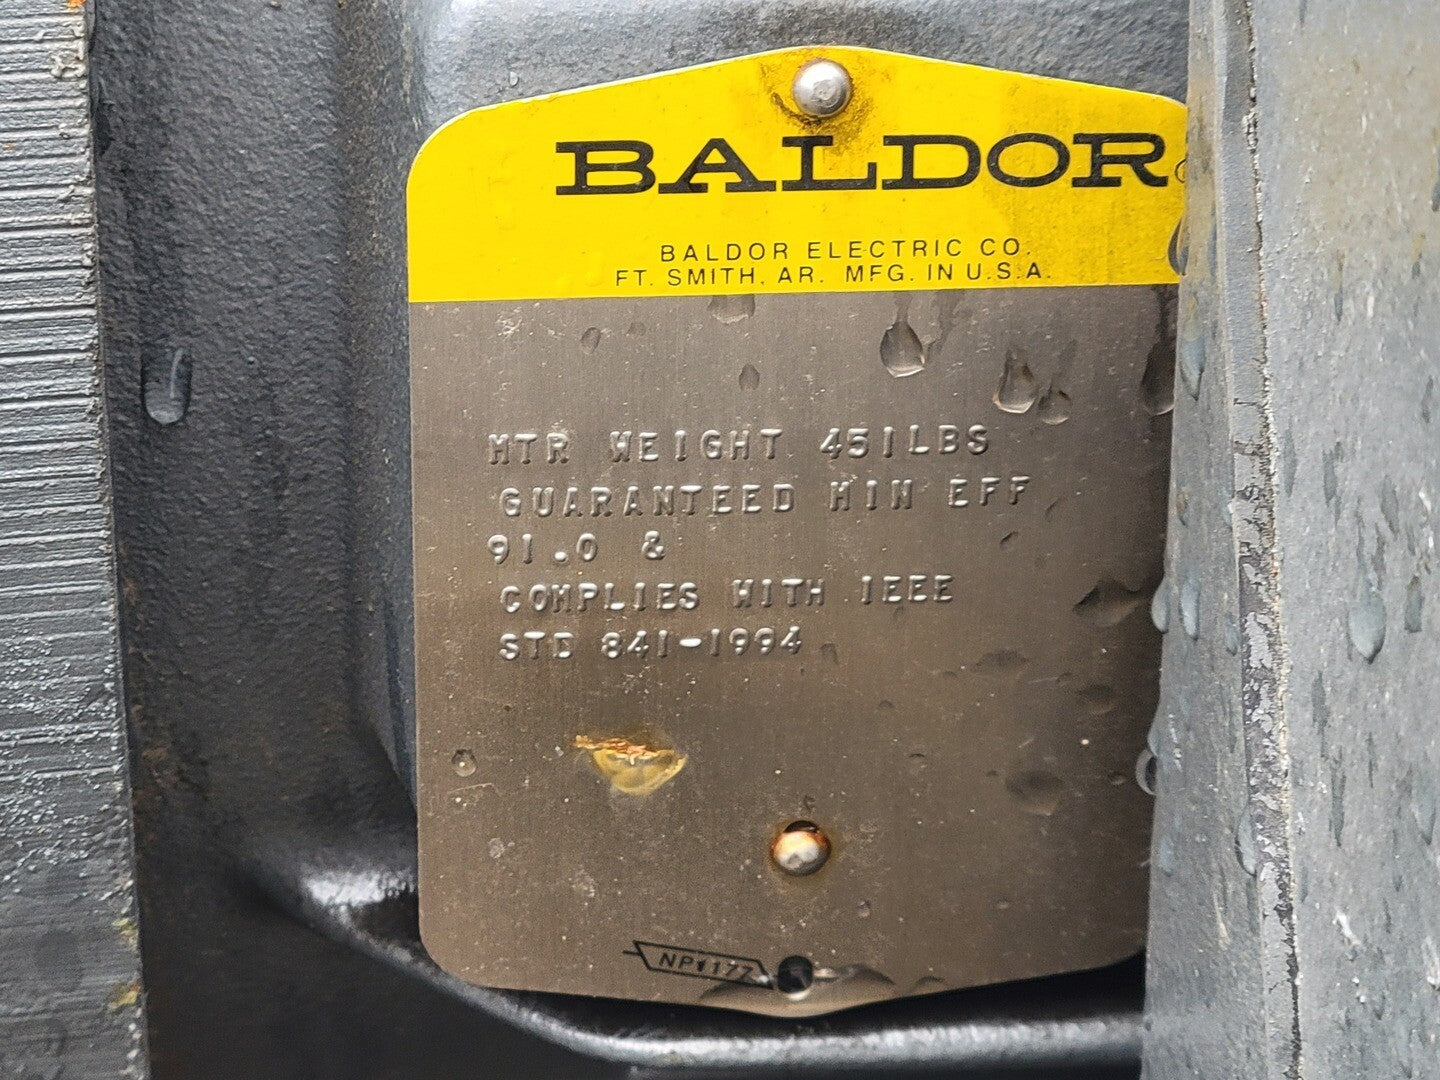 BALDOR
BALDOR ELECTRIC CO.
FT. SMITH, AR. MFG. IN U.S.A.
MTR WEIGHT 451LBS
GUARANTEED MIN EFF
91.0 &
COMPLIES WITH IEEE
STD 841-1994